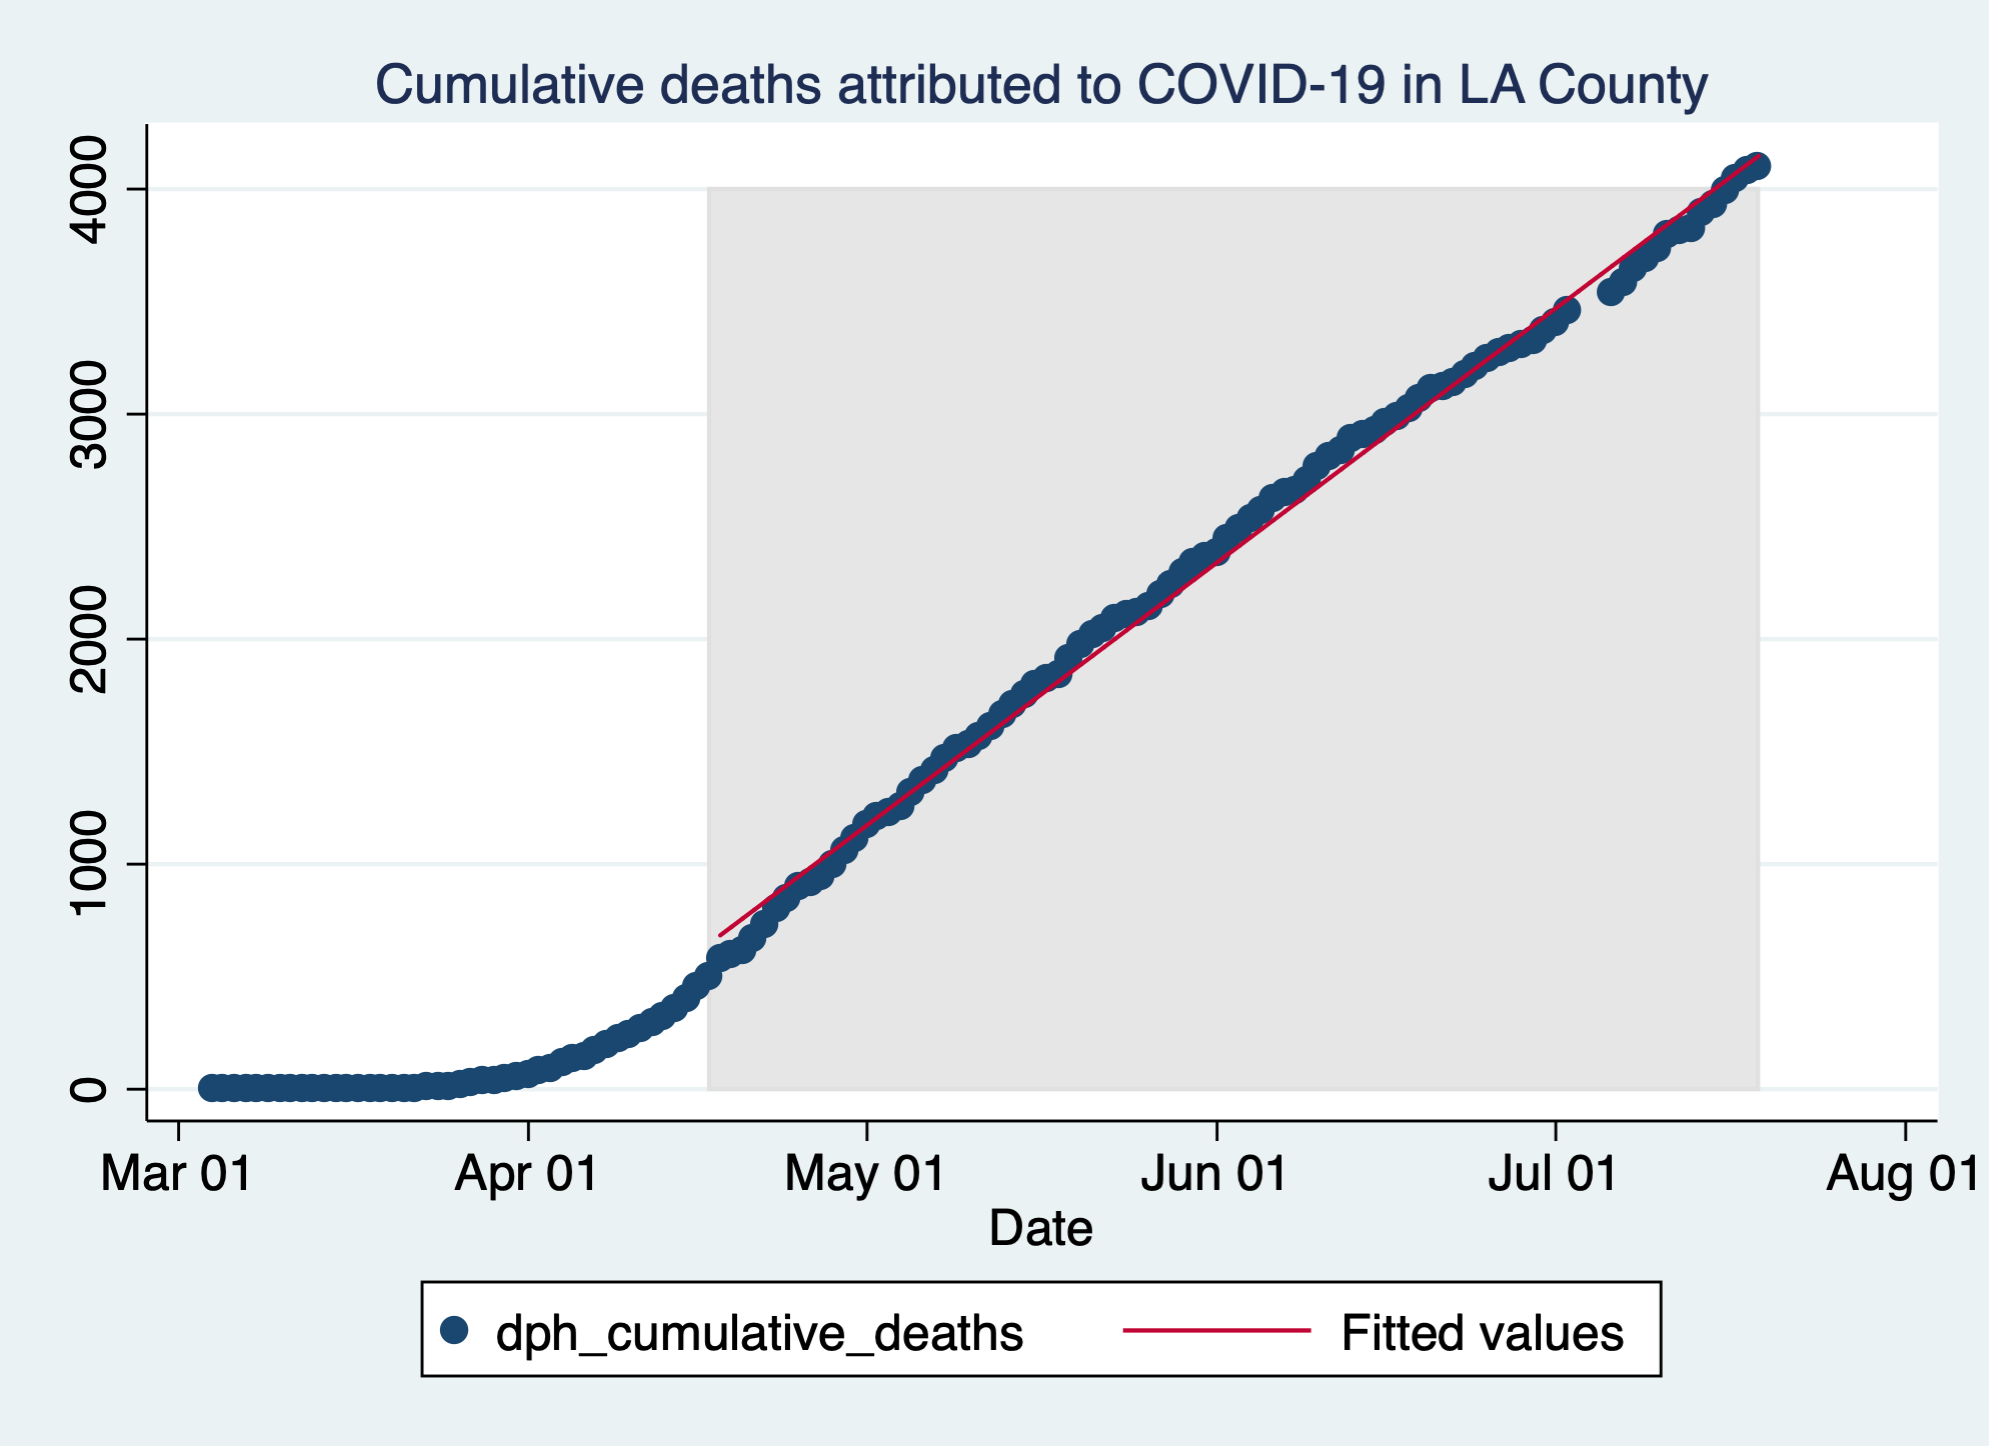 Cumulative deaths attributed to COVID-19 in LA County
4000
3000
2000
1000
0
Mar 01 Apr 01 May 01 Jun 01 Jul 01 Aug 01
Date
dph_cumulative_deaths Fitted values